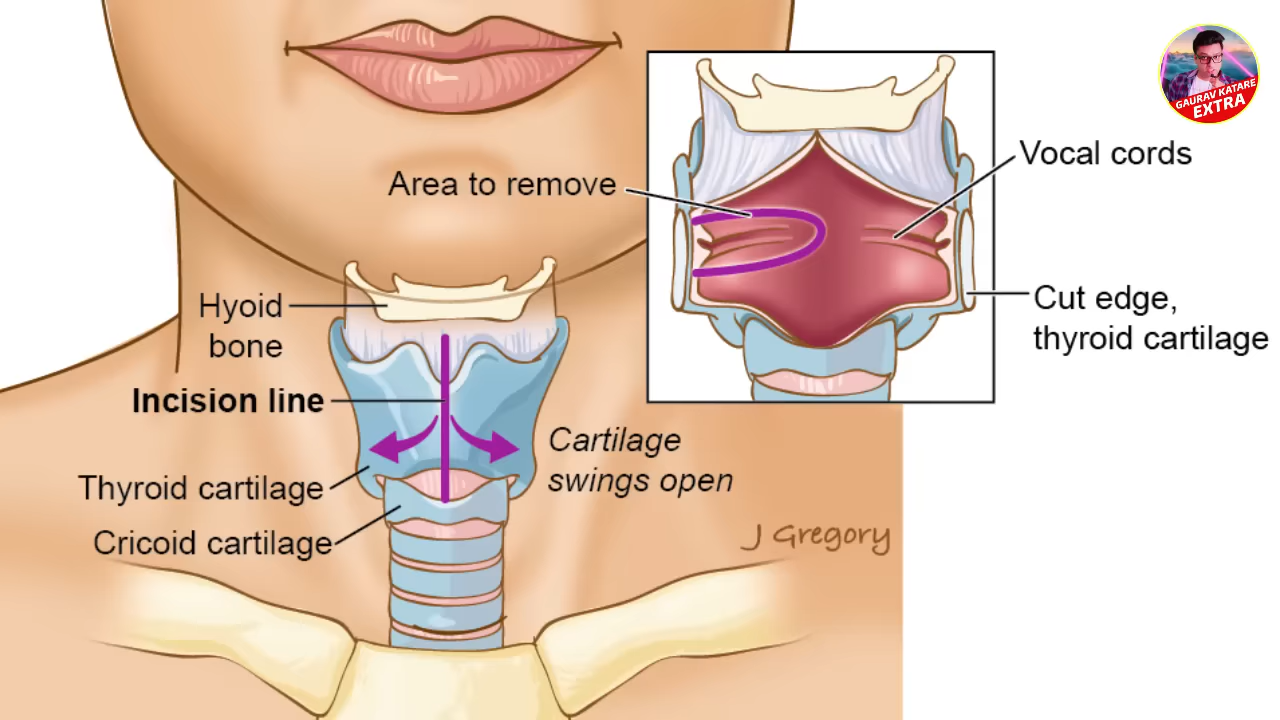 GAURAV KATARE
EXTRA
Vocal cords
Area to remove
Cut edge,
thyroid cartilage
Hyoid
bone
Incision line
Cartilage
swings open
Thyroid cartilage
Cricoid cartilage
J Gregory